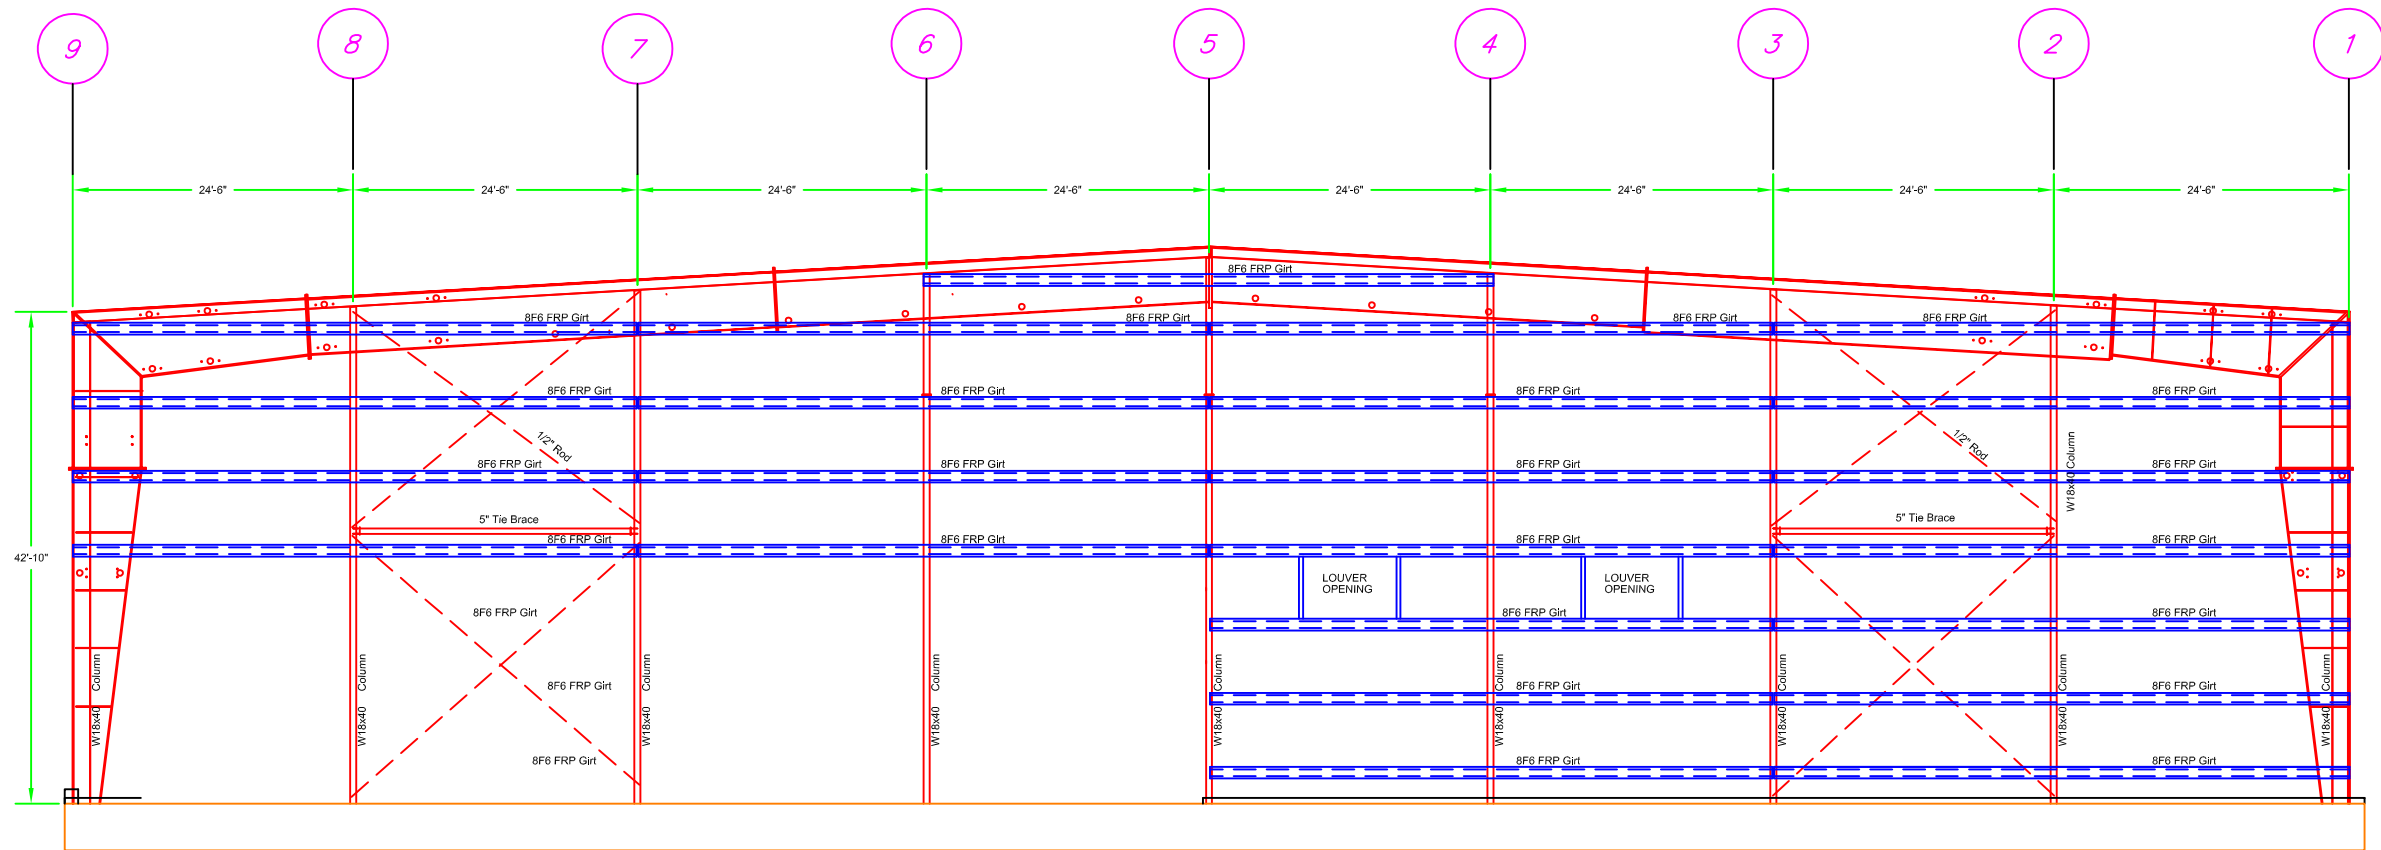 9 8 7 6 5 4 3 2 1
24'-6" 24'-6" 24'-6" 24'-6" 24'-6" 24'-6" 24'-6" 24'-6"
8F6 FRP Girt
8F6 FRP Girt 8F6 FRP Girt 8F6 FRP Girt 8F6 FRP Girt
8F6 FRP Girt 8F6 FRP Girt 8F6 FRP Girt 8F6 FRP Girt
1/2" Rod 1/2" Rod
8F6 FRP Girt 8F6 FRP Girt 8F6 FRP Girt 8F6 FRP Girt
W18x40 Column
5" Tie Brace 5" Tie Brace
8F6 FRP Girt 8F6 FRP Girt 8F6 FRP Girt 8F6 FRP Girt
42'-10"
LOUVER
OPENING
LOUVER
OPENING
8F6 FRP Girt 8F6 FRP Girt 8F6 FRP Girt
8F6 FRP Girt 8F6 FRP Girt 8F6 FRP Girt
W18x40 Column
W18x40 Column
W18x40 Column
W18x40 Column
W18x40 Column
W18x40 Column
W18x40 Column
W18x40 Column
W18x40 Column
8F6 FRP Girt 8F6 FRP Girt 8F6 FRP Girt